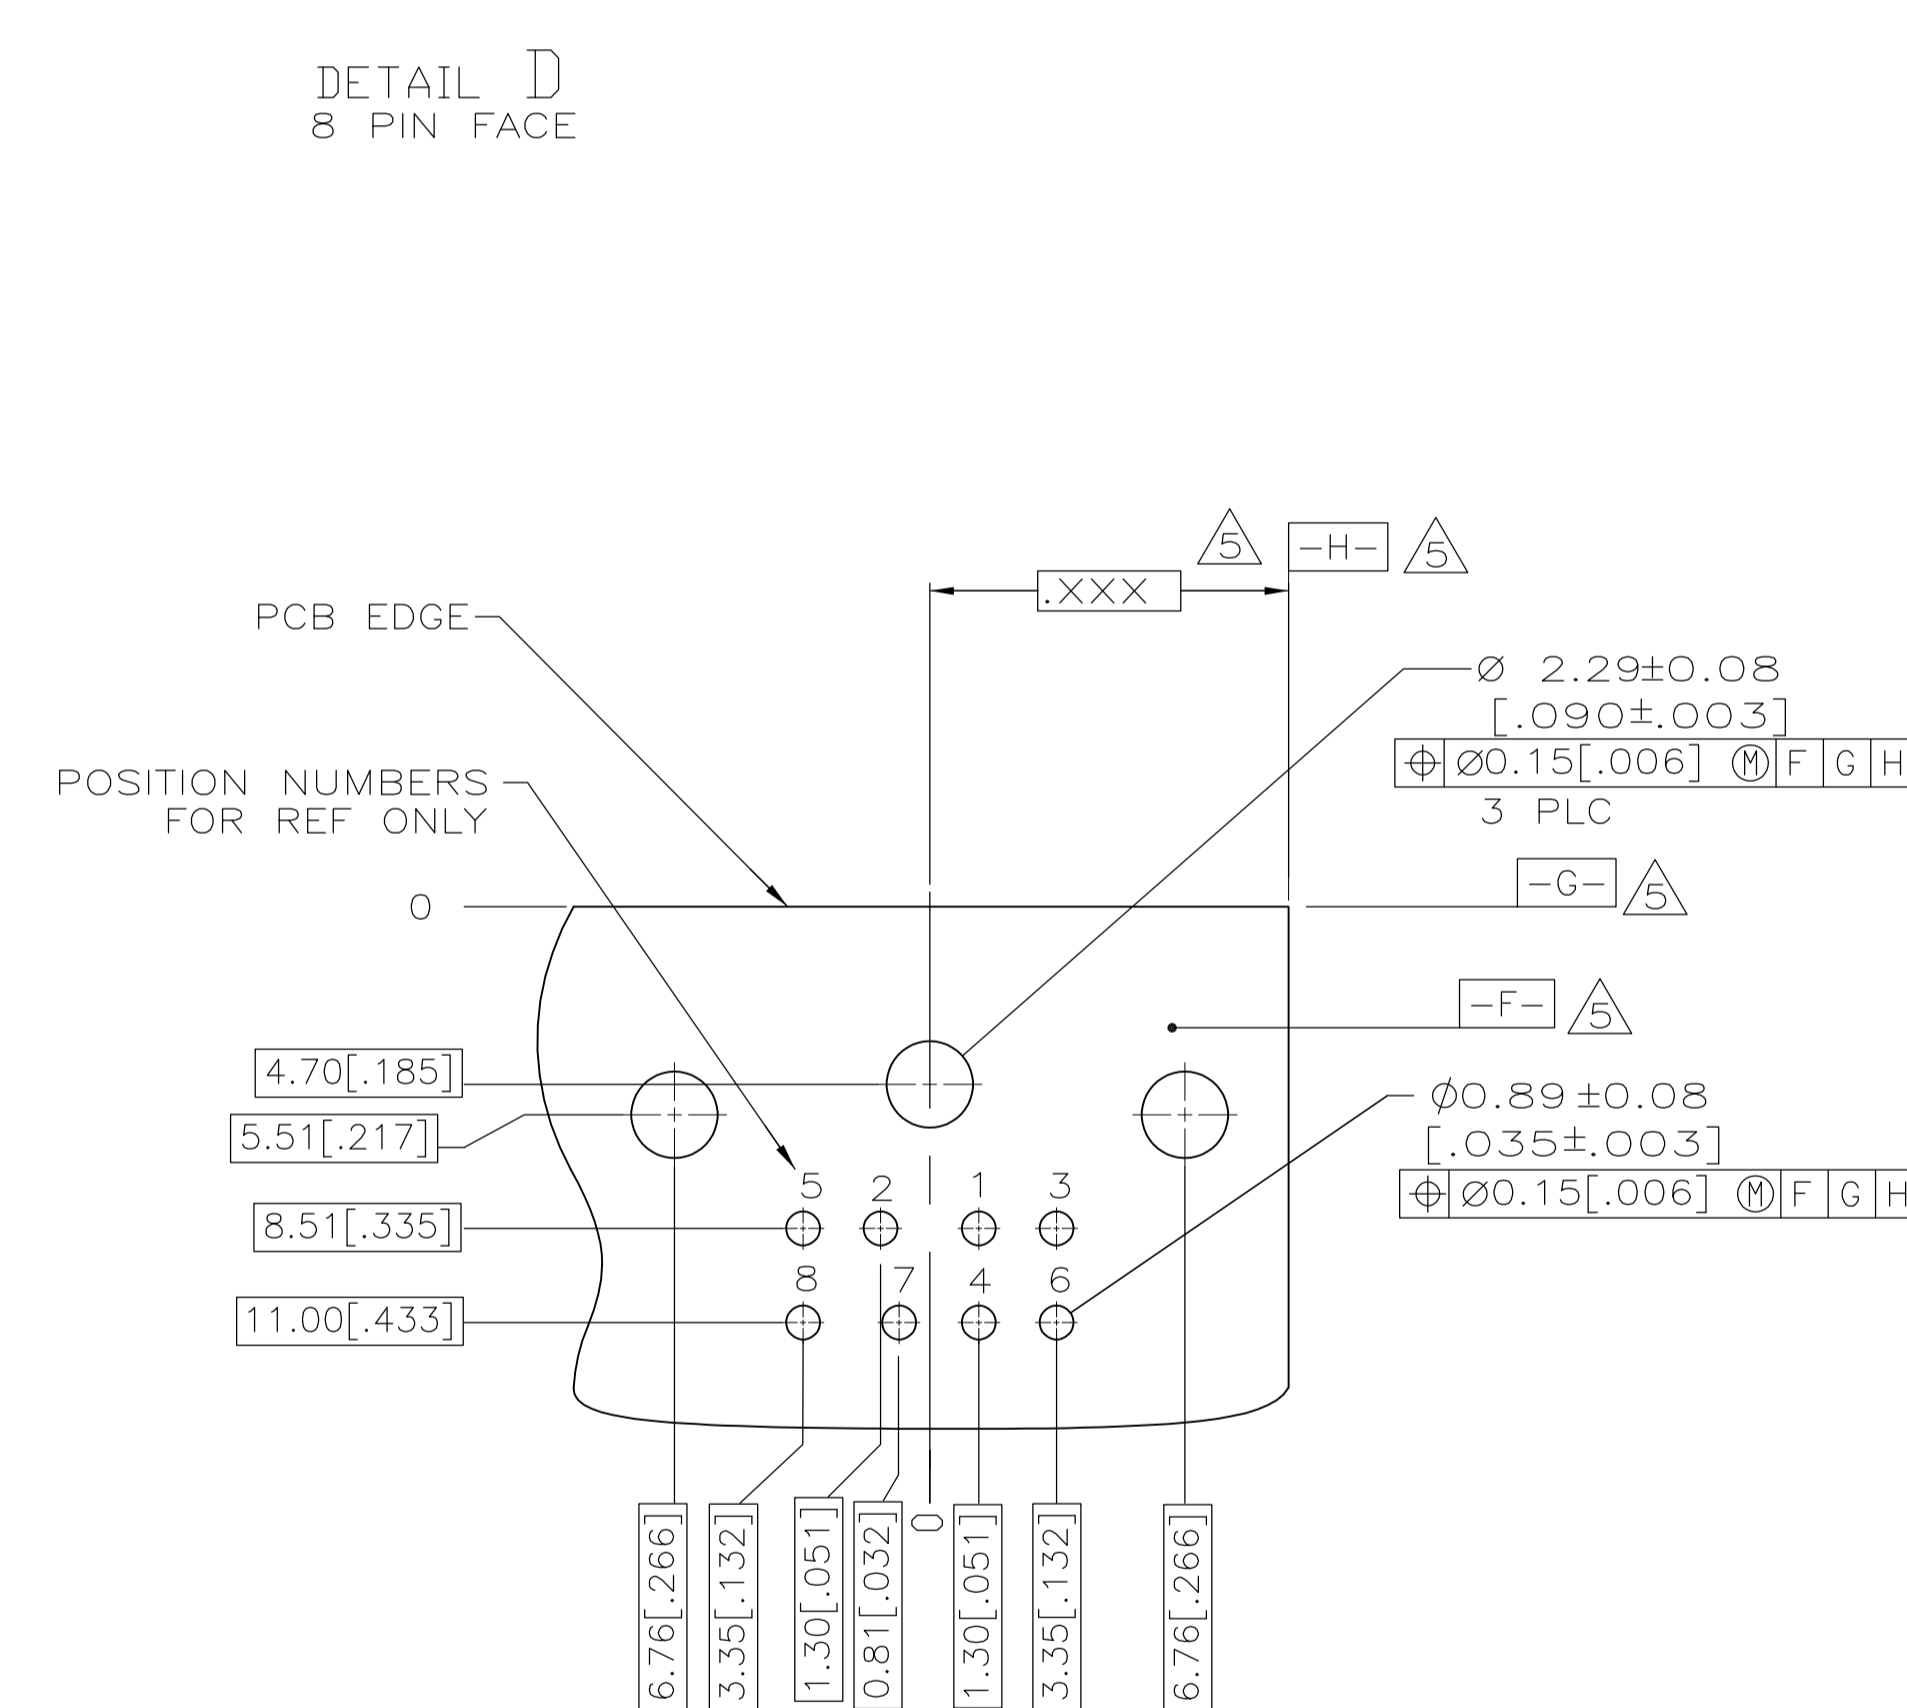 DETAIL D
8 PIN FACE
5
-H-
5
.XXX
PCB EDGE
Ø 2.29±0.08
[.090±.003]
⌖ Ø0.15[.006] Ⓜ F G H
3 PLC
POSITION NUMBERS
FOR REF ONLY
-G-
5
0
-F-
5
4.70[.185]
5.51[.217]
Ø0.89±0.08
[.035±.003]
⌖ Ø0.15[.006] Ⓜ F G H
5 2 1 3
8.51[.335]
8 7 4 6
11.00[.433]
6.76[.266]
3.35[.132]
1.30[.051]
0.81[.032]
0
1.30[.051]
3.35[.132]
6.76[.266]